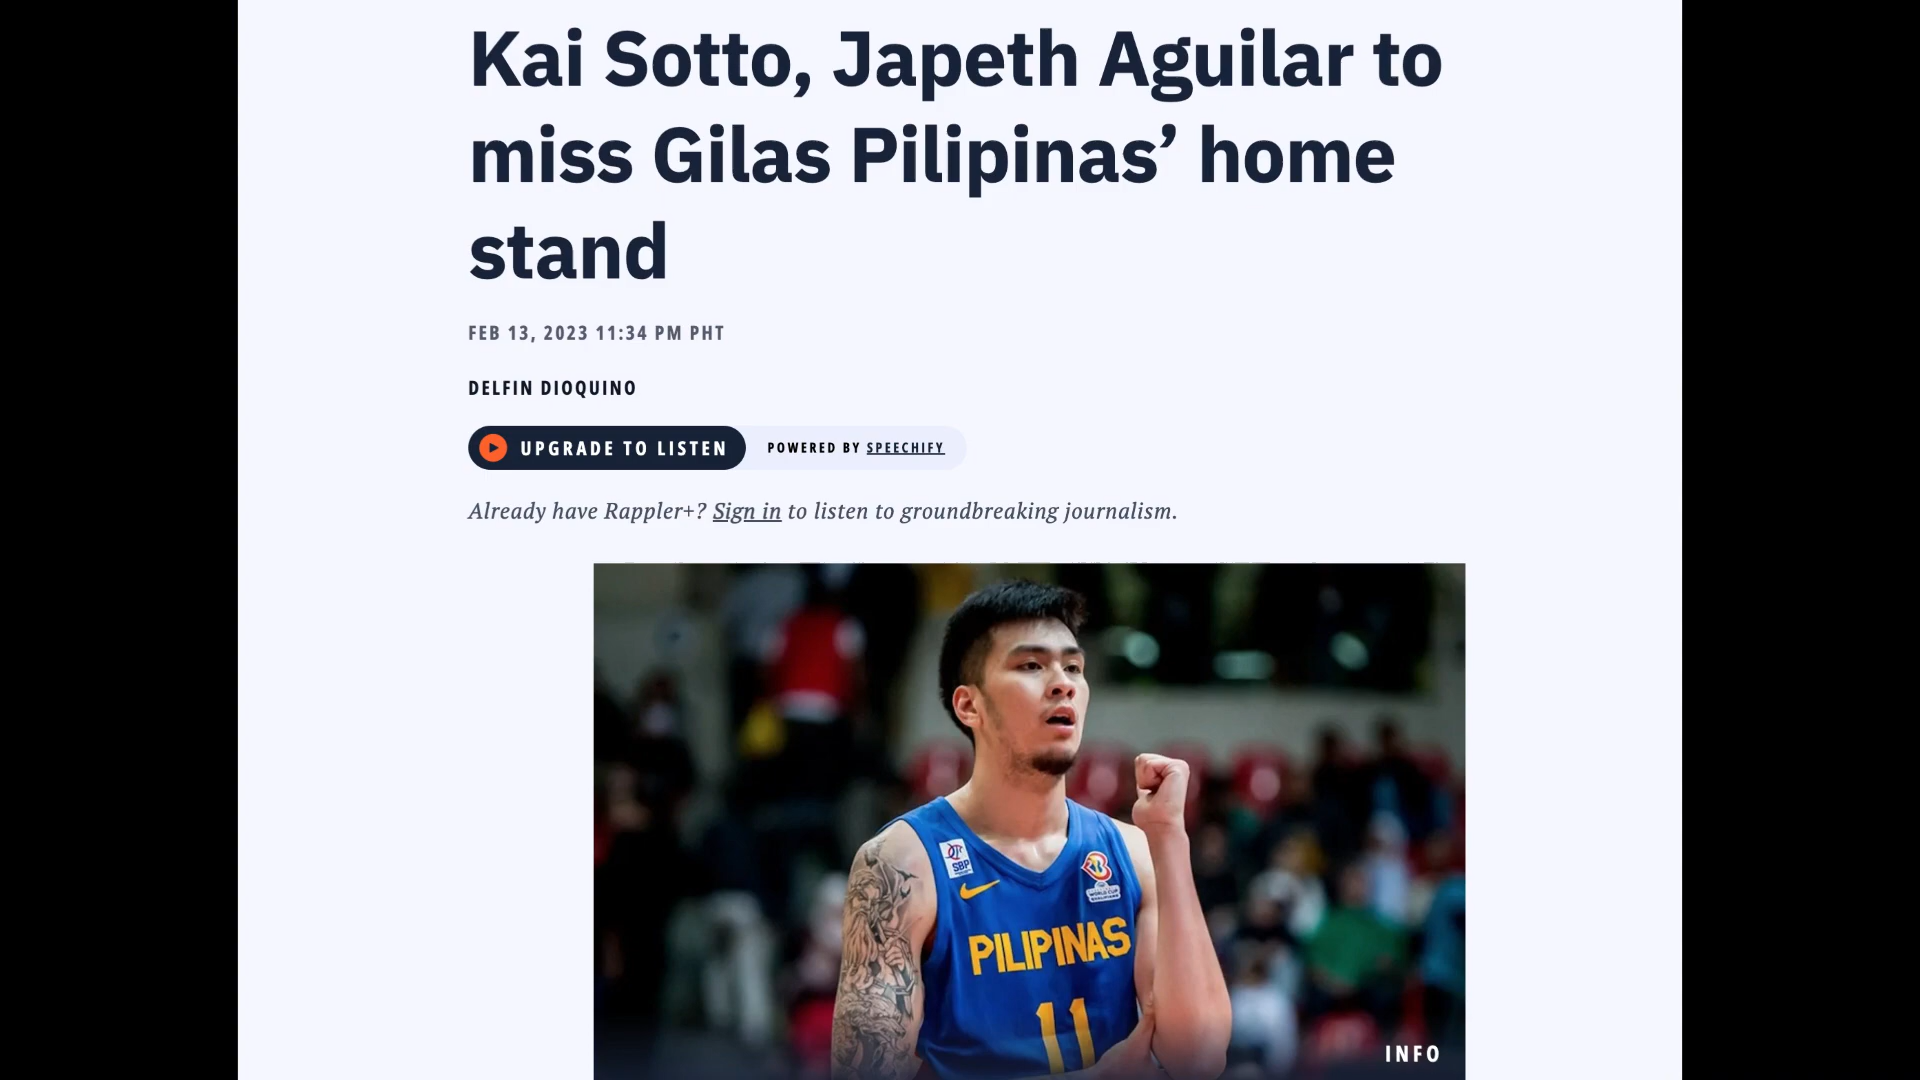 Kai Sotto, Japeth Aguilar to
miss Gilas Pilipinas’ home
stand
FEB 13, 2023 11:34 PM PHT
DELFIN DIOQUINO
UPGRADE TO LISTEN
POWERED BY SPEECHIFY
Already have Rappler+? Sign in to listen to groundbreaking journalism.
SBP
WORLD CUP
PILIPINAS
11
INFO